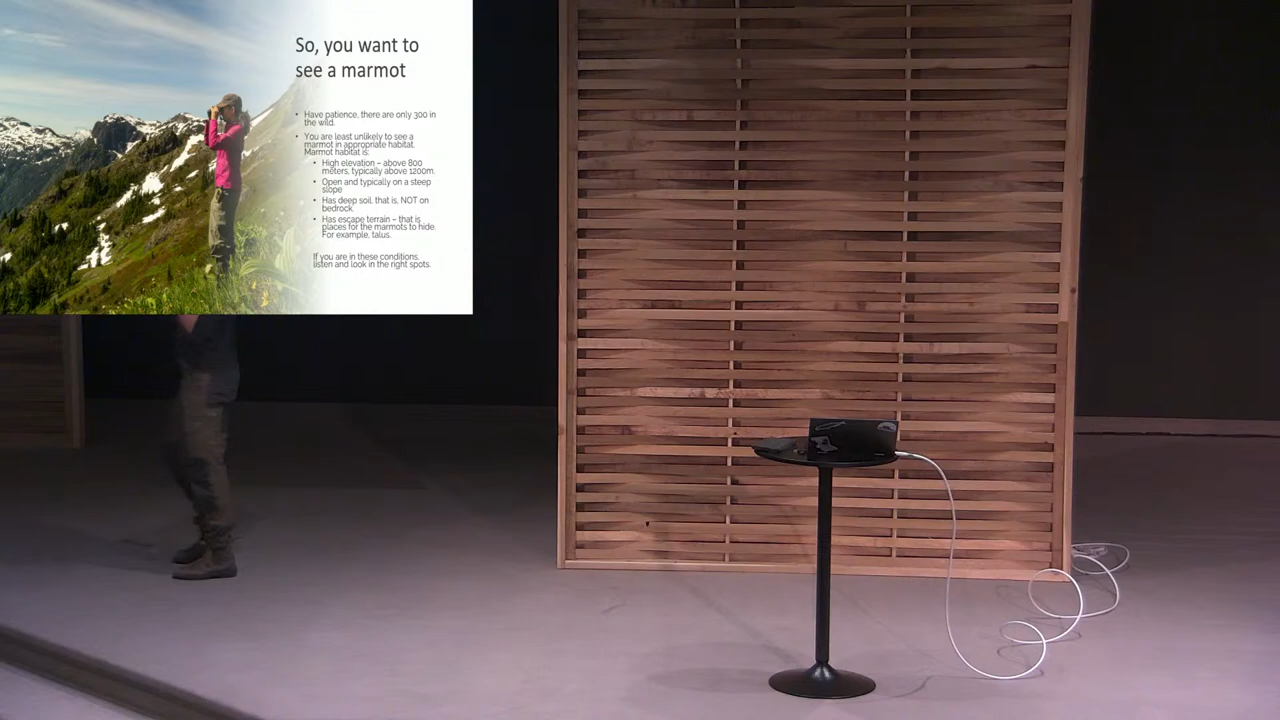 So, you want to
see a marmot
• Have patience, there are only 300 in
the wild.
• You are least unlikely to see a
marmot in appropriate habitat.
Marmot habitat is:
• High elevation – above 800
meters, typically above 1200m.
• Open and typically on a steep
slope
• Has deep soil, that is, NOT on
bedrock.
• Has escape terrain – that is
places for the marmots to hide.
For example, talus.
If you are in these conditions,
listen and look in the right spots.